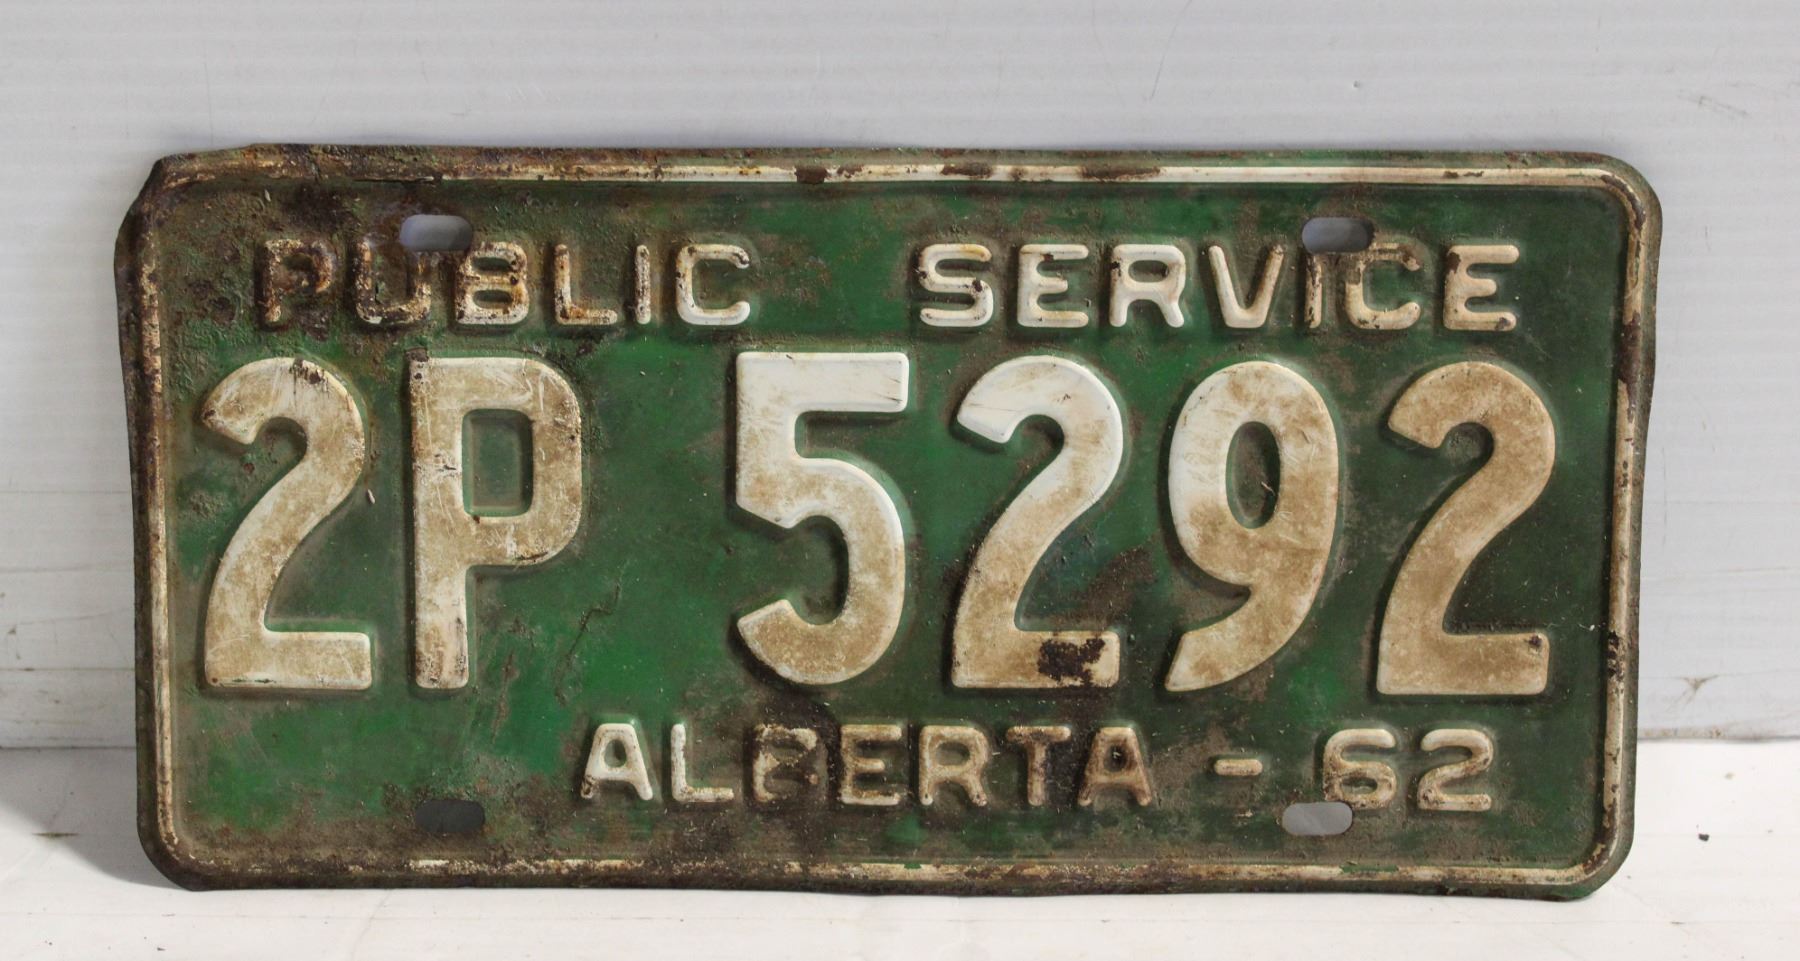 PUBLIC SERVICE
2P 5292
ALBERTA - 62